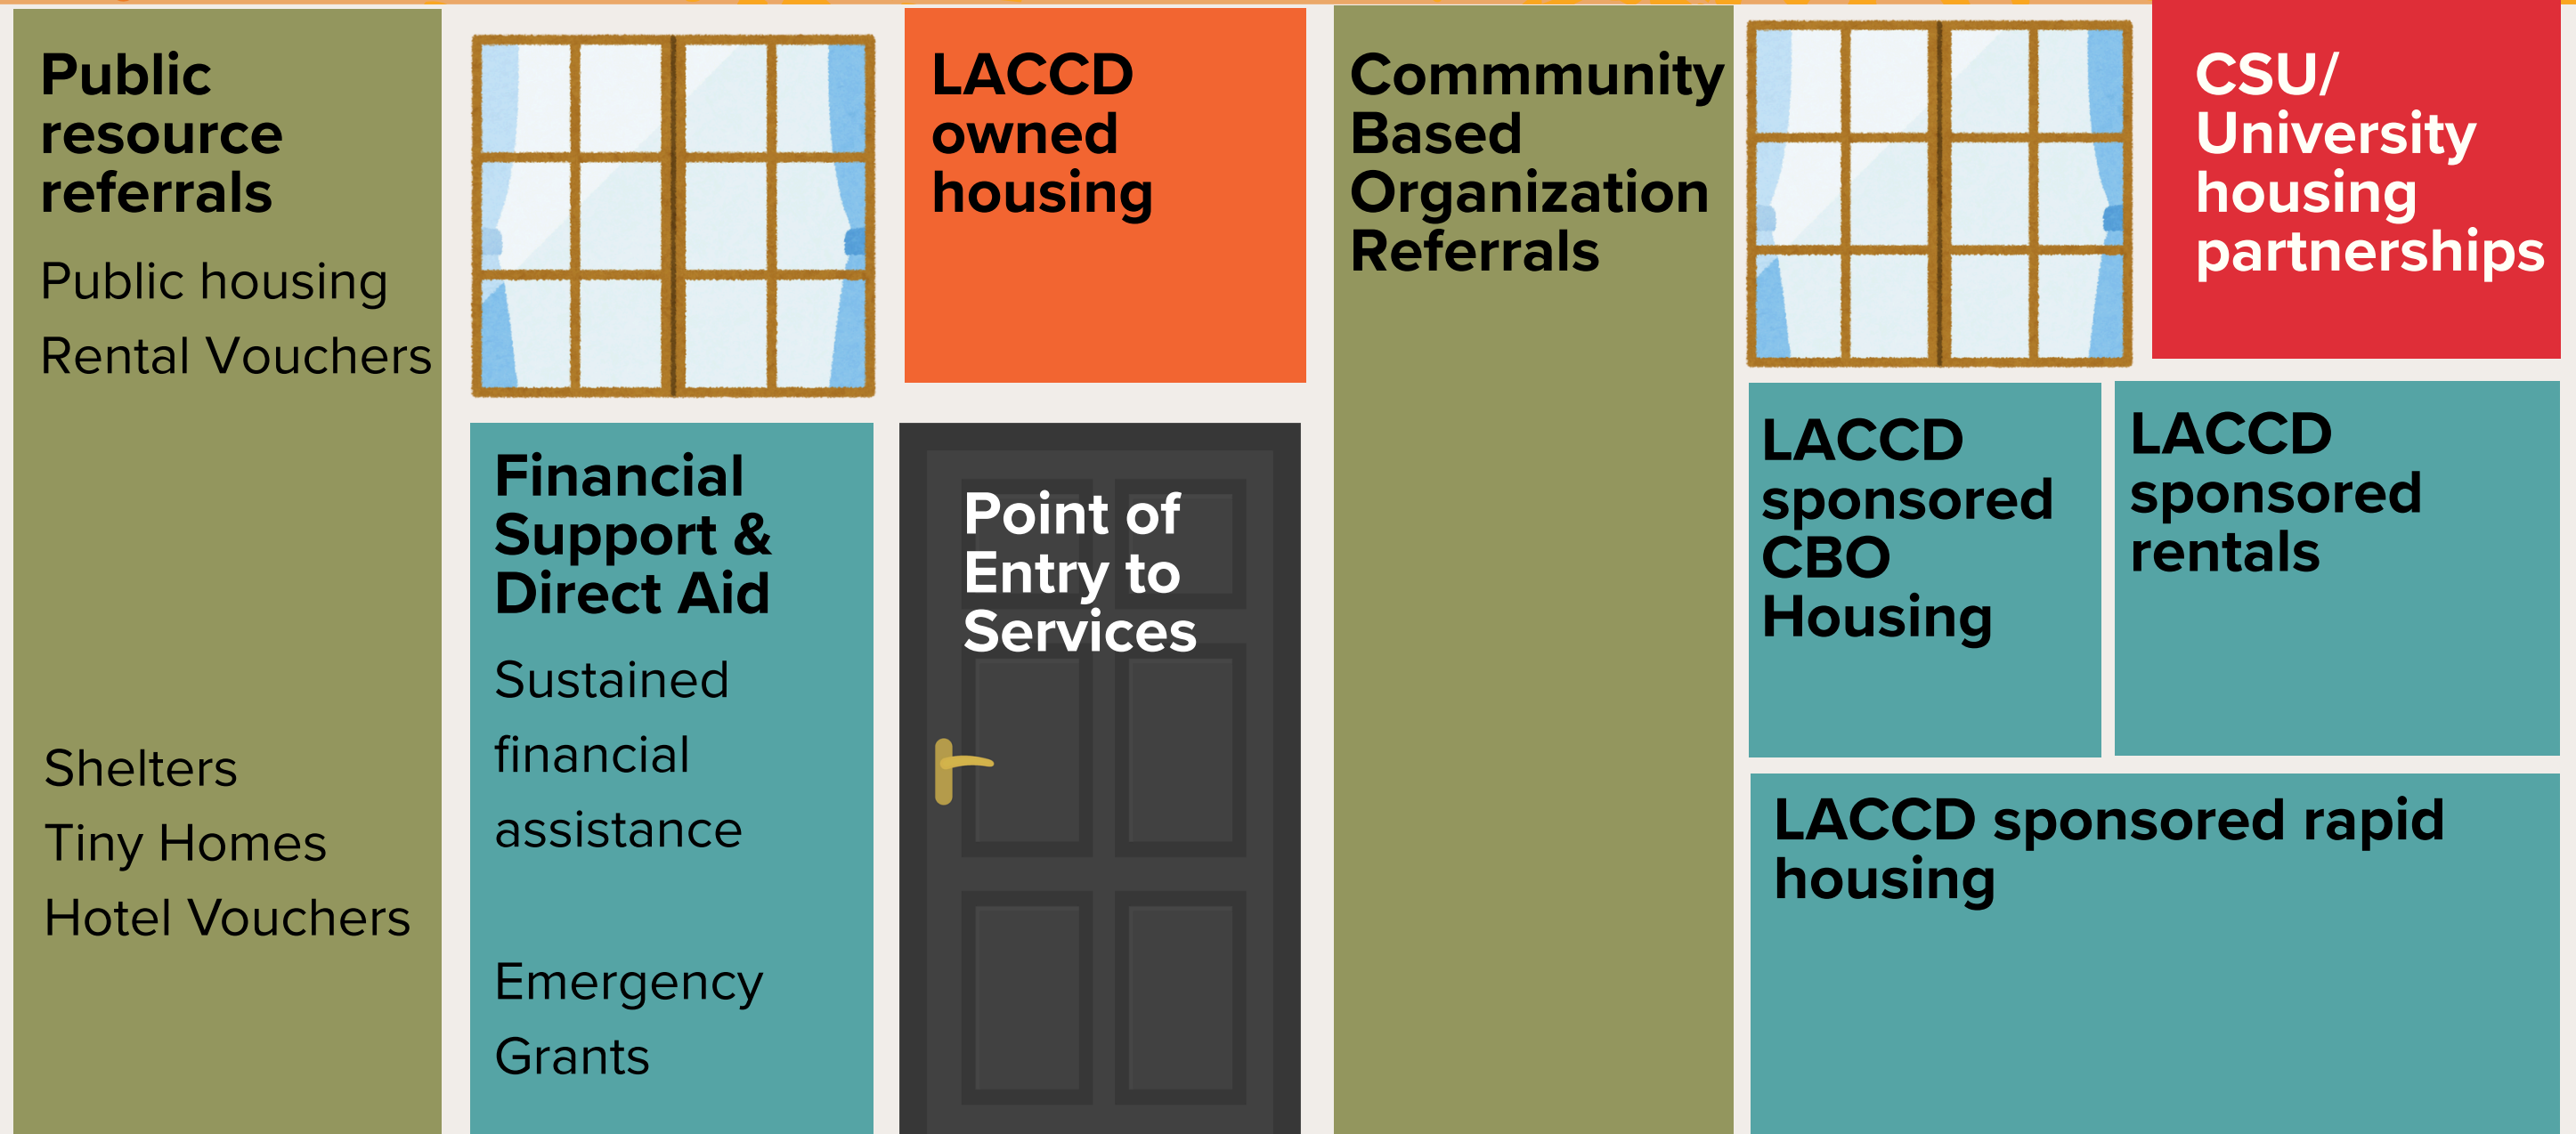 Public
resource
referrals
Public housing
Rental Vouchers
Shelters
Tiny Homes
Hotel Vouchers
Financial
Support &
Direct Aid
Sustained
financial
assistance
Emergency
Grants
LACCD
owned
housing
Point of
Entry to
Services
Commmunity
Based
Organization
Referrals
CSU/
University
housing
partnerships
LACCD
sponsored
CBO
Housing
LACCD
sponsored
rentals
LACCD sponsored rapid
housing